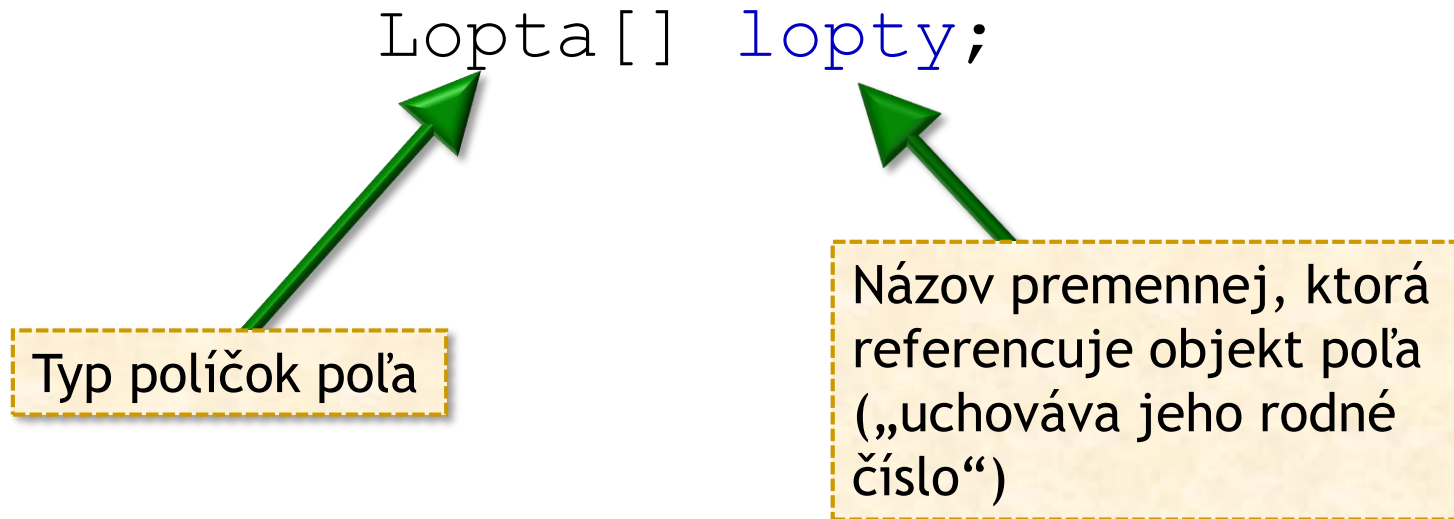 Lopta[] lopty;
Typ políčok poľa
Názov premennej, ktorá
referencuje objekt poľa
(„uchováva jeho rodné
číslo“)